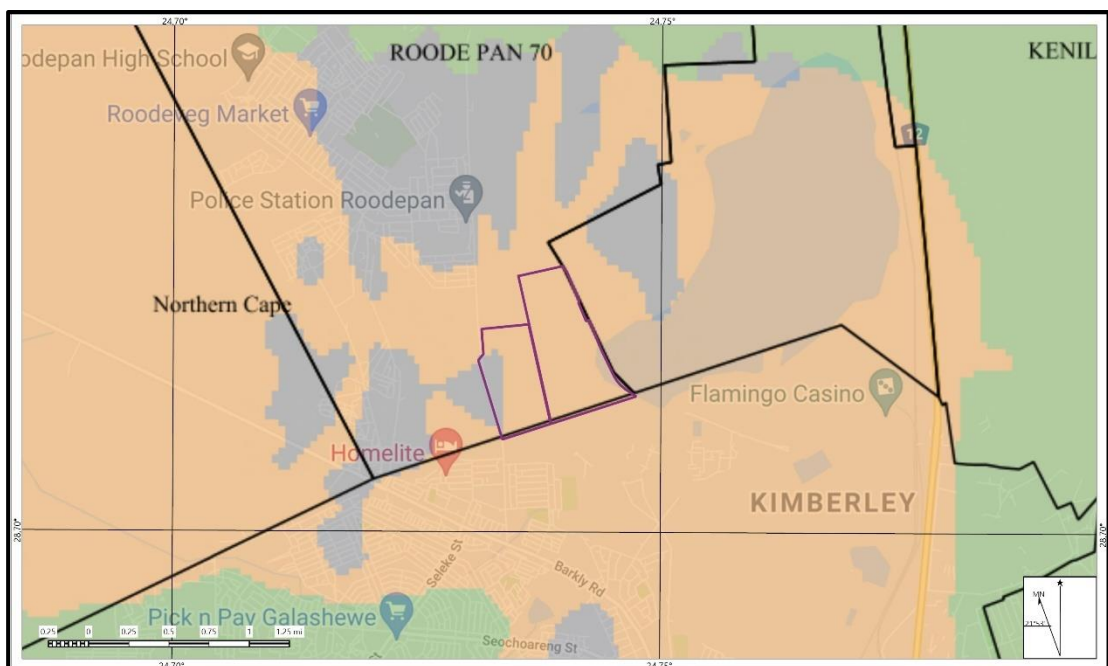 24.70°
24.75°
ROODE PAN 70
KENIL
odepan High School
Roodeveg Market
12
Police Station Roodepan
Northern Cape
Flamingo Casino
Homelite
KIMBERLEY
28.70°
28.70°
Seleke St
Barkly Rd
Pick n Pay Galashewe
Seochoareng St
MN
21°53'
0.25 0 0.25 0.5 0.75 1 1.25 mi
24.70°
24.75°